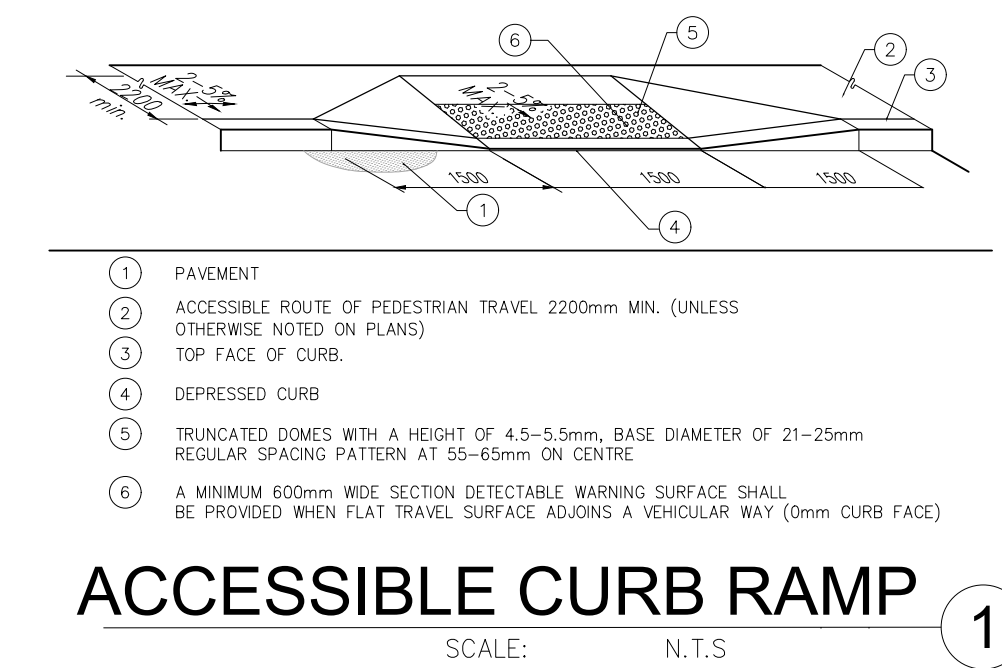 6
5
2
3
2-5%
MAX.
2200
min.
2-5%
MAX.
1500
1500
1500
1
4
1 PAVEMENT
2 ACCESSIBLE ROUTE OF PEDESTRIAN TRAVEL 2200mm MIN. (UNLESS
OTHERWISE NOTED ON PLANS)
3 TOP FACE OF CURB.
4 DEPRESSED CURB
5 TRUNCATED DOMES WITH A HEIGHT OF 4.5-5.5mm, BASE DIAMETER OF 21-25mm
REGULAR SPACING PATTERN AT 55-65mm ON CENTRE
6 A MINIMUM 600mm WIDE SECTION DETECTABLE WARNING SURFACE SHALL
BE PROVIDED WHEN FLAT TRAVEL SURFACE ADJOINS A VEHICULAR WAY (0mm CURB FACE)
ACCESSIBLE CURB RAMP 1
SCALE: N.T.S